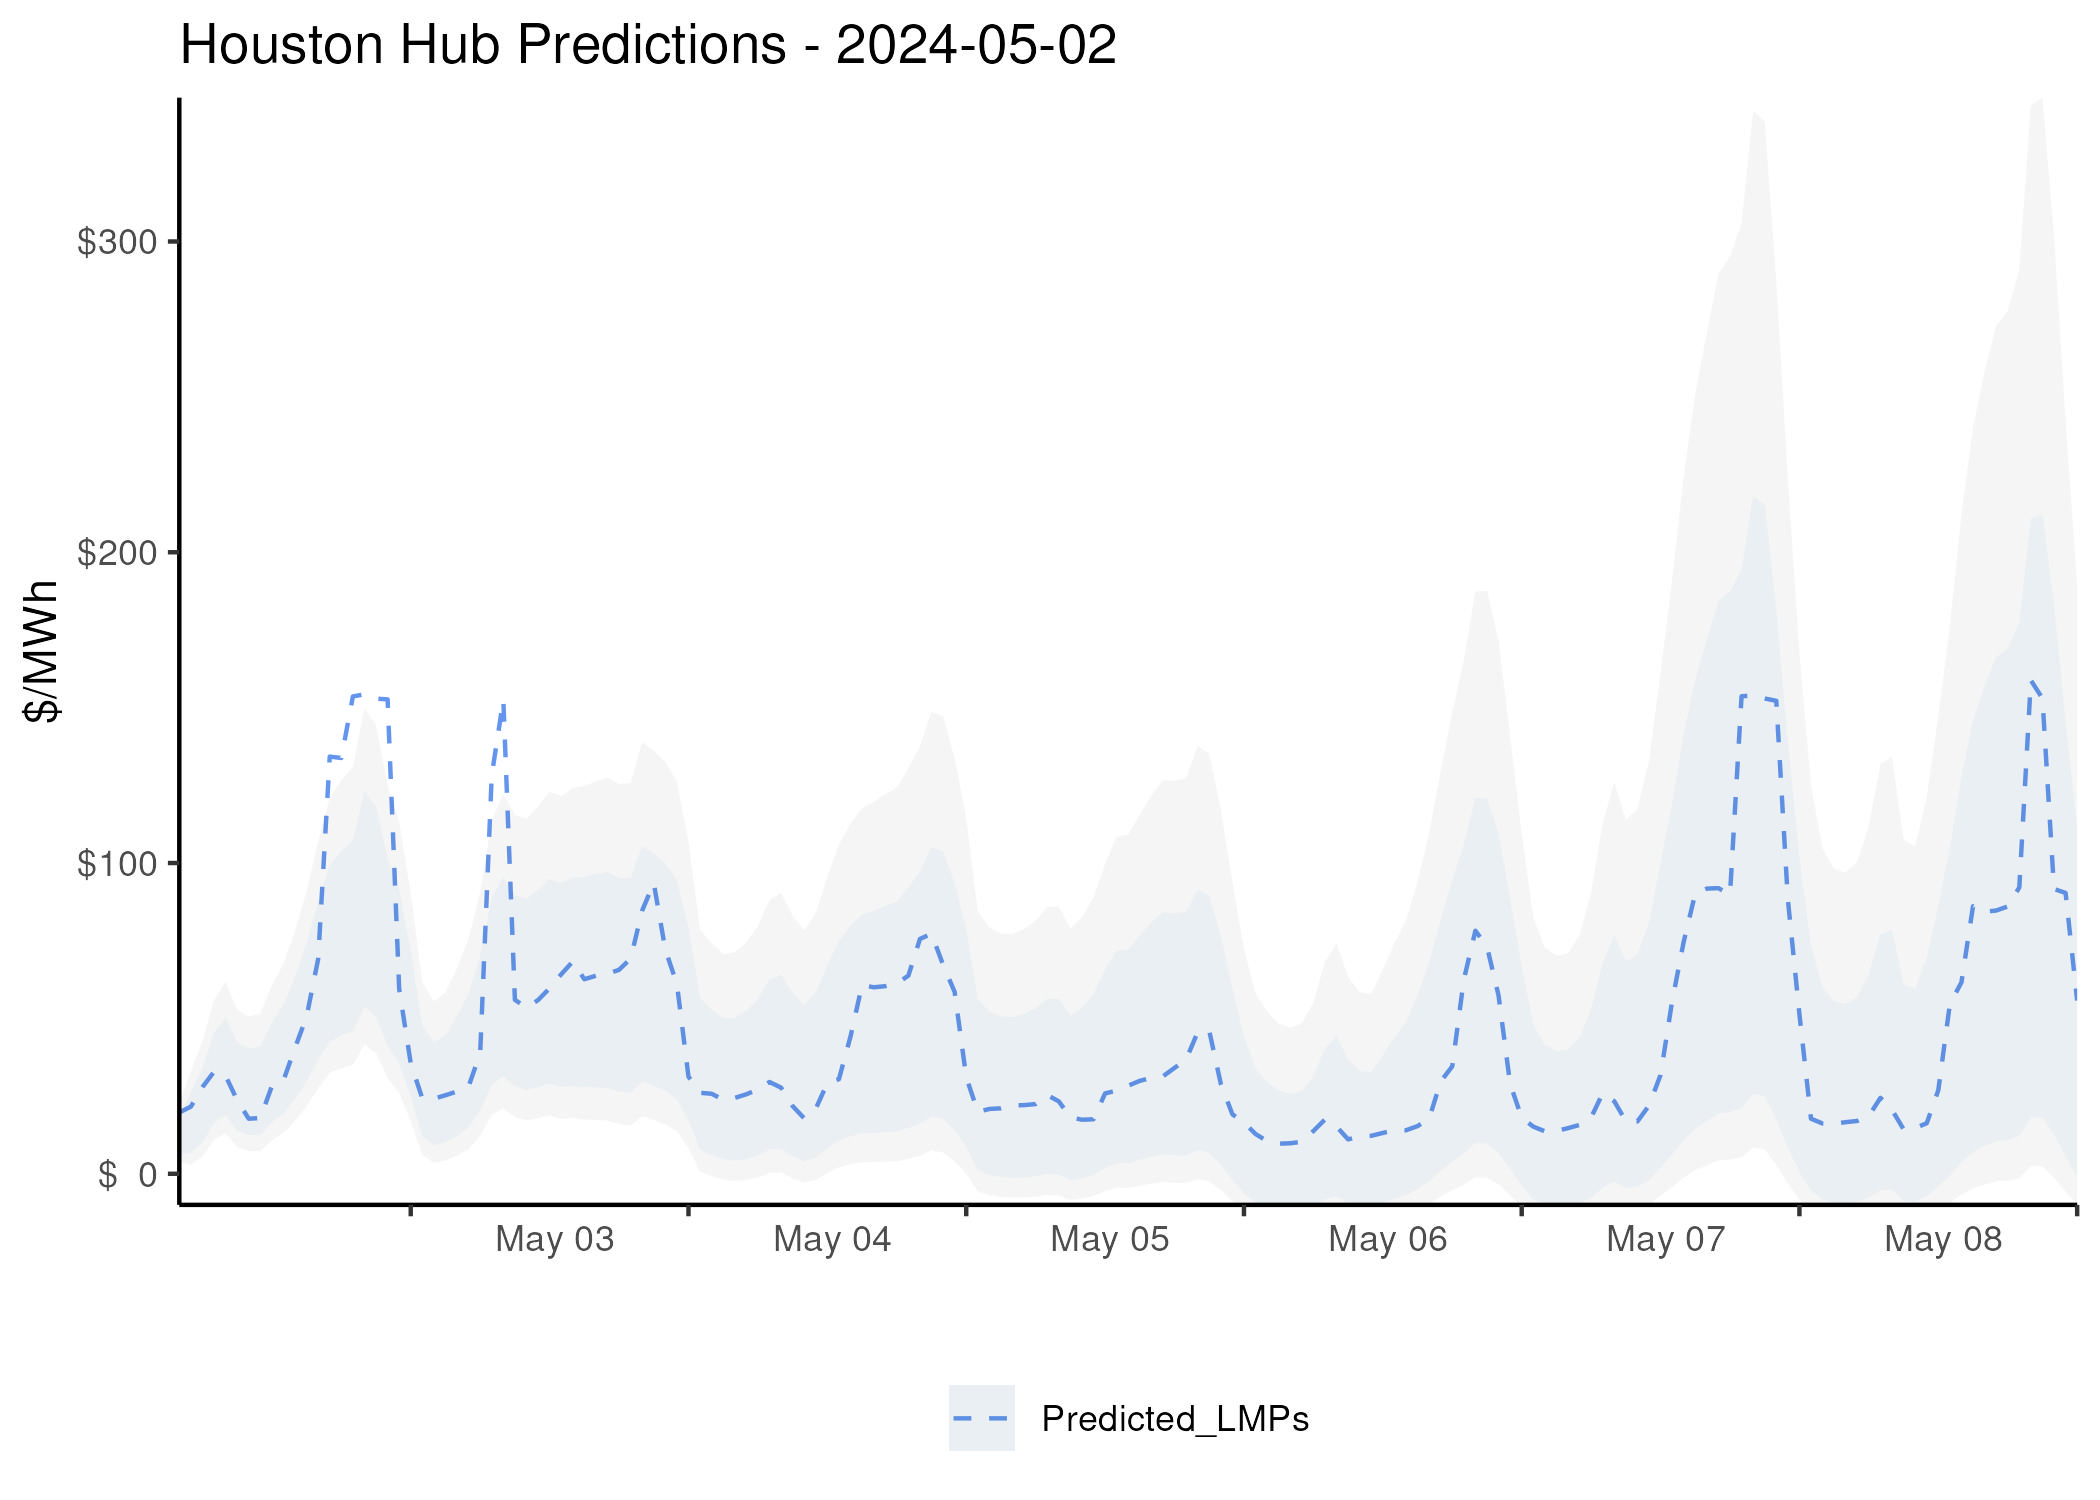 Houston Hub Predictions - 2024-05-02
$/MWh
$300
$200
$100
$  0
May 03
May 04
May 05
May 06
May 07
May 08
Predicted_LMPs